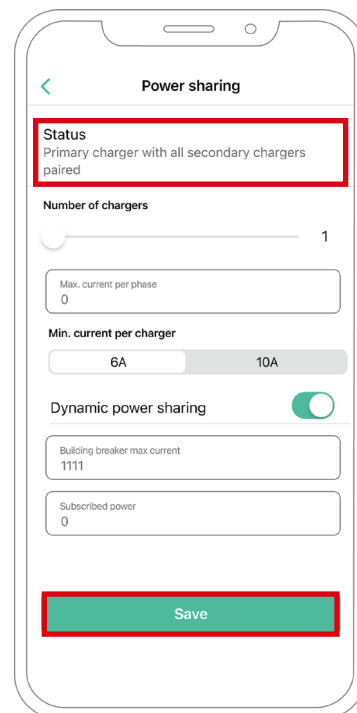 Power sharing
Status
Primary charger with all secondary chargers
paired
Number of chargers
1
Max. current per phase
0
Min. current per charger
6A
10A
Dynamic power sharing
Building breaker max current
1111
Subscribed power
0
Save